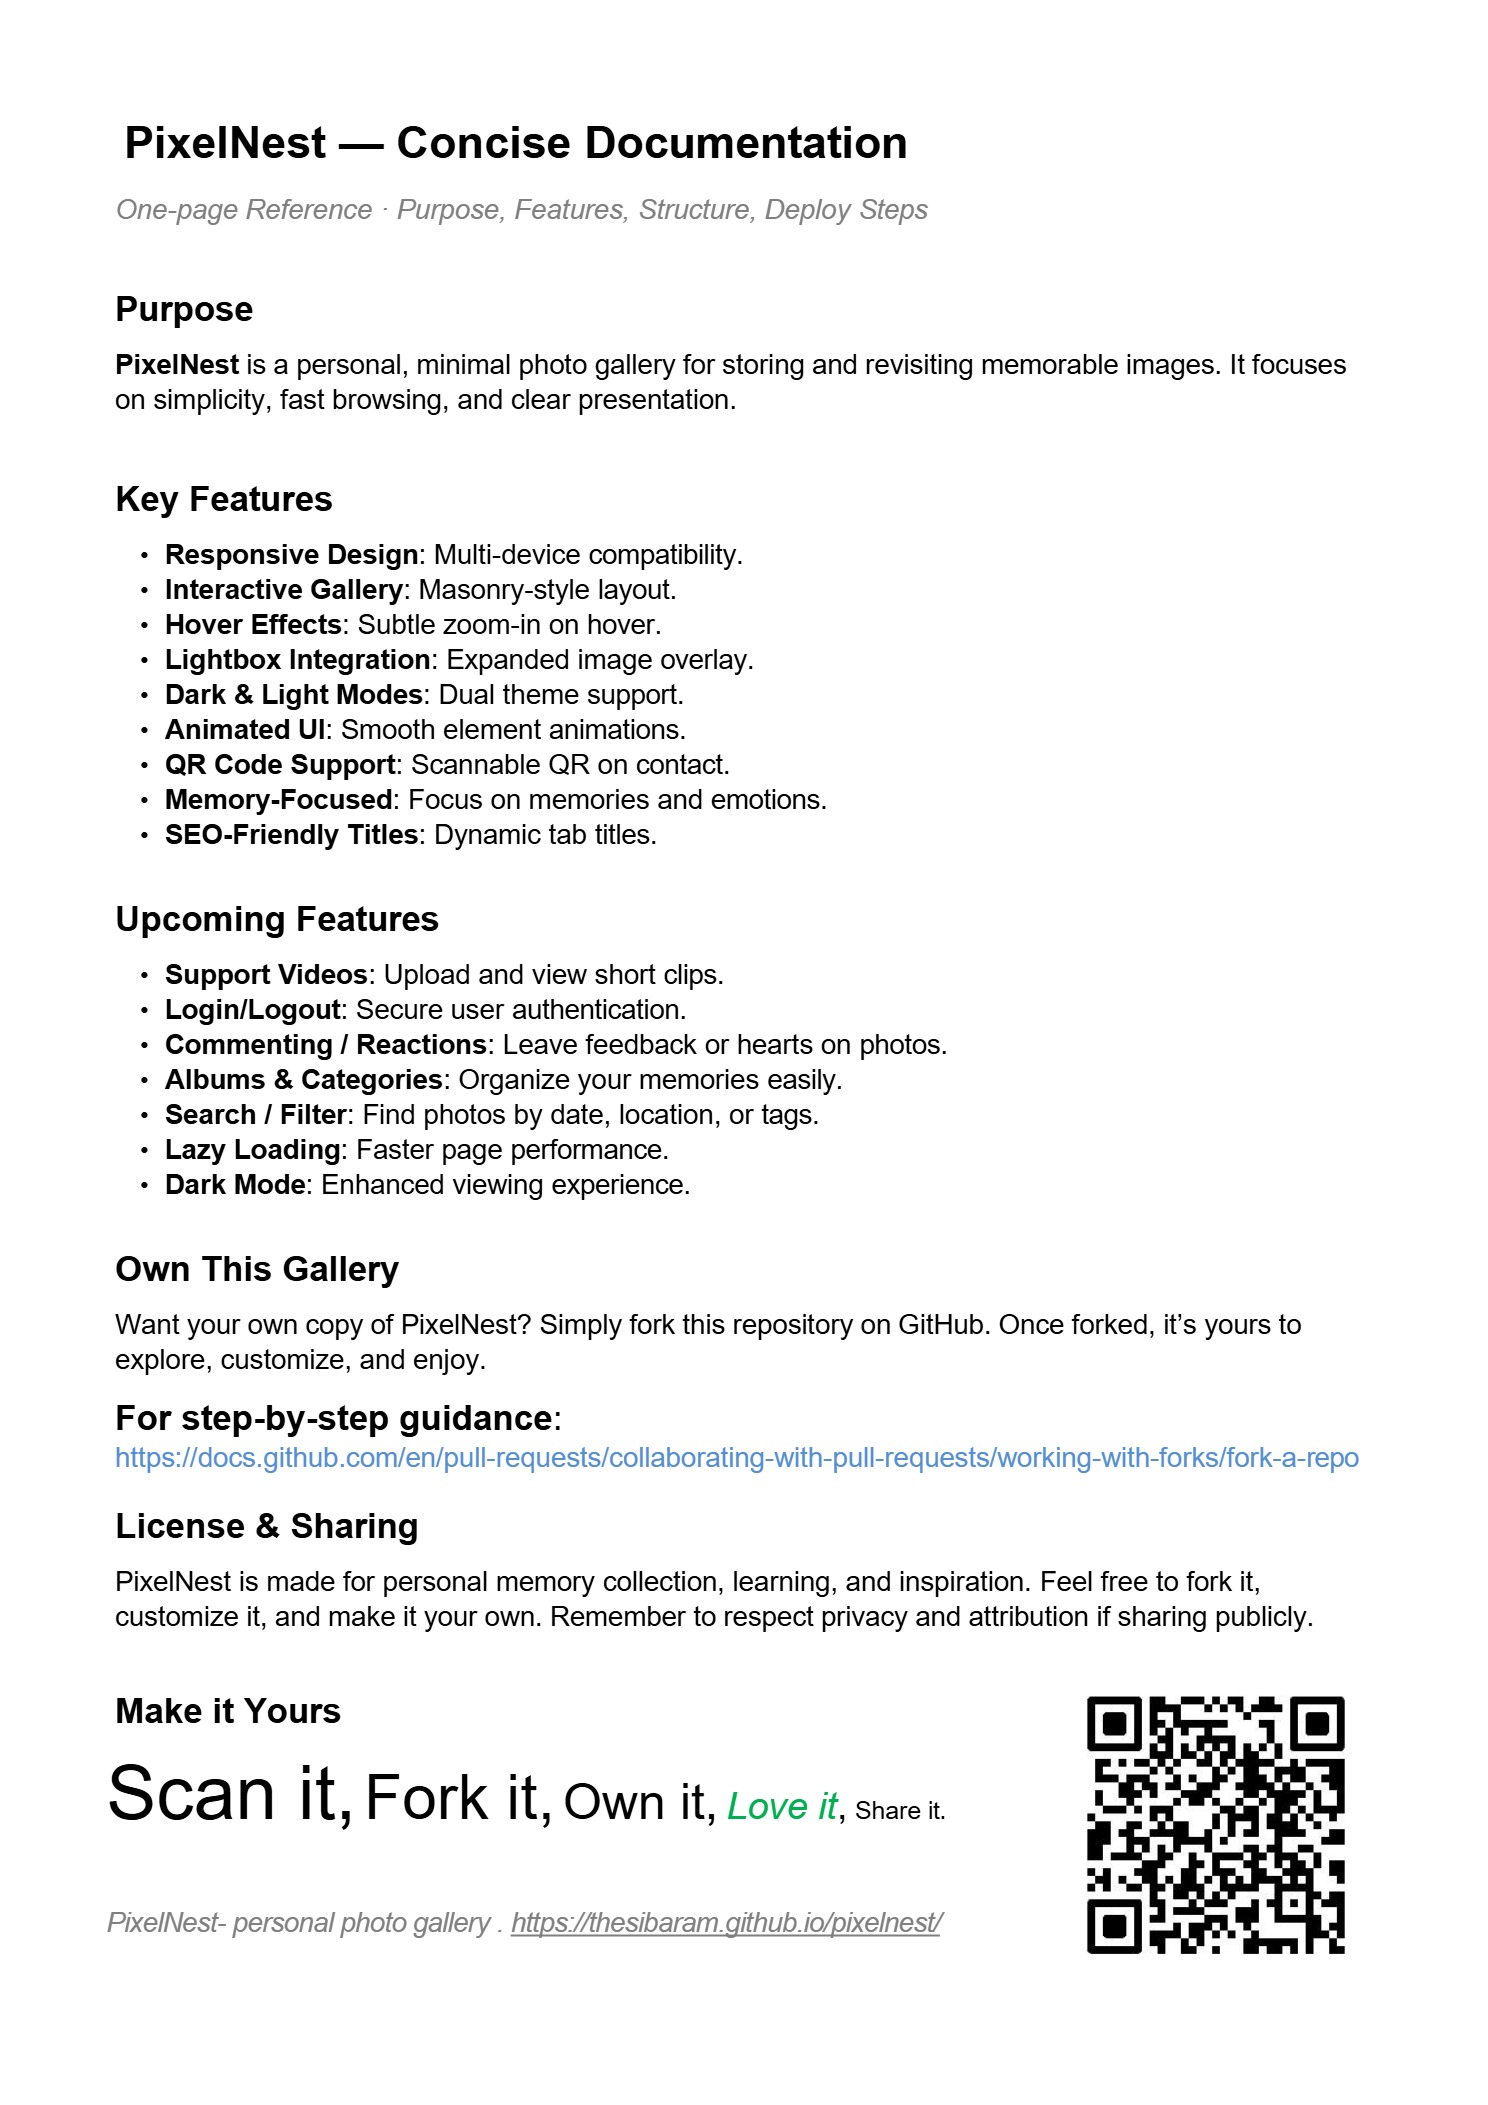 PixelNest — Concise Documentation
One-page Reference · Purpose, Features, Structure, Deploy Steps
Purpose
PixelNest is a personal, minimal photo gallery for storing and revisiting memorable images. It focuses
on simplicity, fast browsing, and clear presentation.
Key Features
• Responsive Design: Multi-device compatibility.
• Interactive Gallery: Masonry-style layout.
• Hover Effects: Subtle zoom-in on hover.
• Lightbox Integration: Expanded image overlay.
• Dark & Light Modes: Dual theme support.
• Animated UI: Smooth element animations.
• QR Code Support: Scannable QR on contact.
• Memory-Focused: Focus on memories and emotions.
• SEO-Friendly Titles: Dynamic tab titles.
Upcoming Features
• Support Videos: Upload and view short clips.
• Login/Logout: Secure user authentication.
• Commenting / Reactions: Leave feedback or hearts on photos.
• Albums & Categories: Organize your memories easily.
• Search / Filter: Find photos by date, location, or tags.
• Lazy Loading: Faster page performance.
• Dark Mode: Enhanced viewing experience.
Own This Gallery
Want your own copy of PixelNest? Simply fork this repository on GitHub. Once forked, it’s yours to
explore, customize, and enjoy.
For step-by-step guidance:
https://docs.github.com/en/pull-requests/collaborating-with-pull-requests/working-with-forks/fork-a-repo
License & Sharing
PixelNest is made for personal memory collection, learning, and inspiration. Feel free to fork it,
customize it, and make it your own. Remember to respect privacy and attribution if sharing publicly.
Make it Yours
Scan it, Fork it, Own it, Love it, Share it.
PixelNest- personal photo gallery . https://thesibaram.github.io/pixelnest/